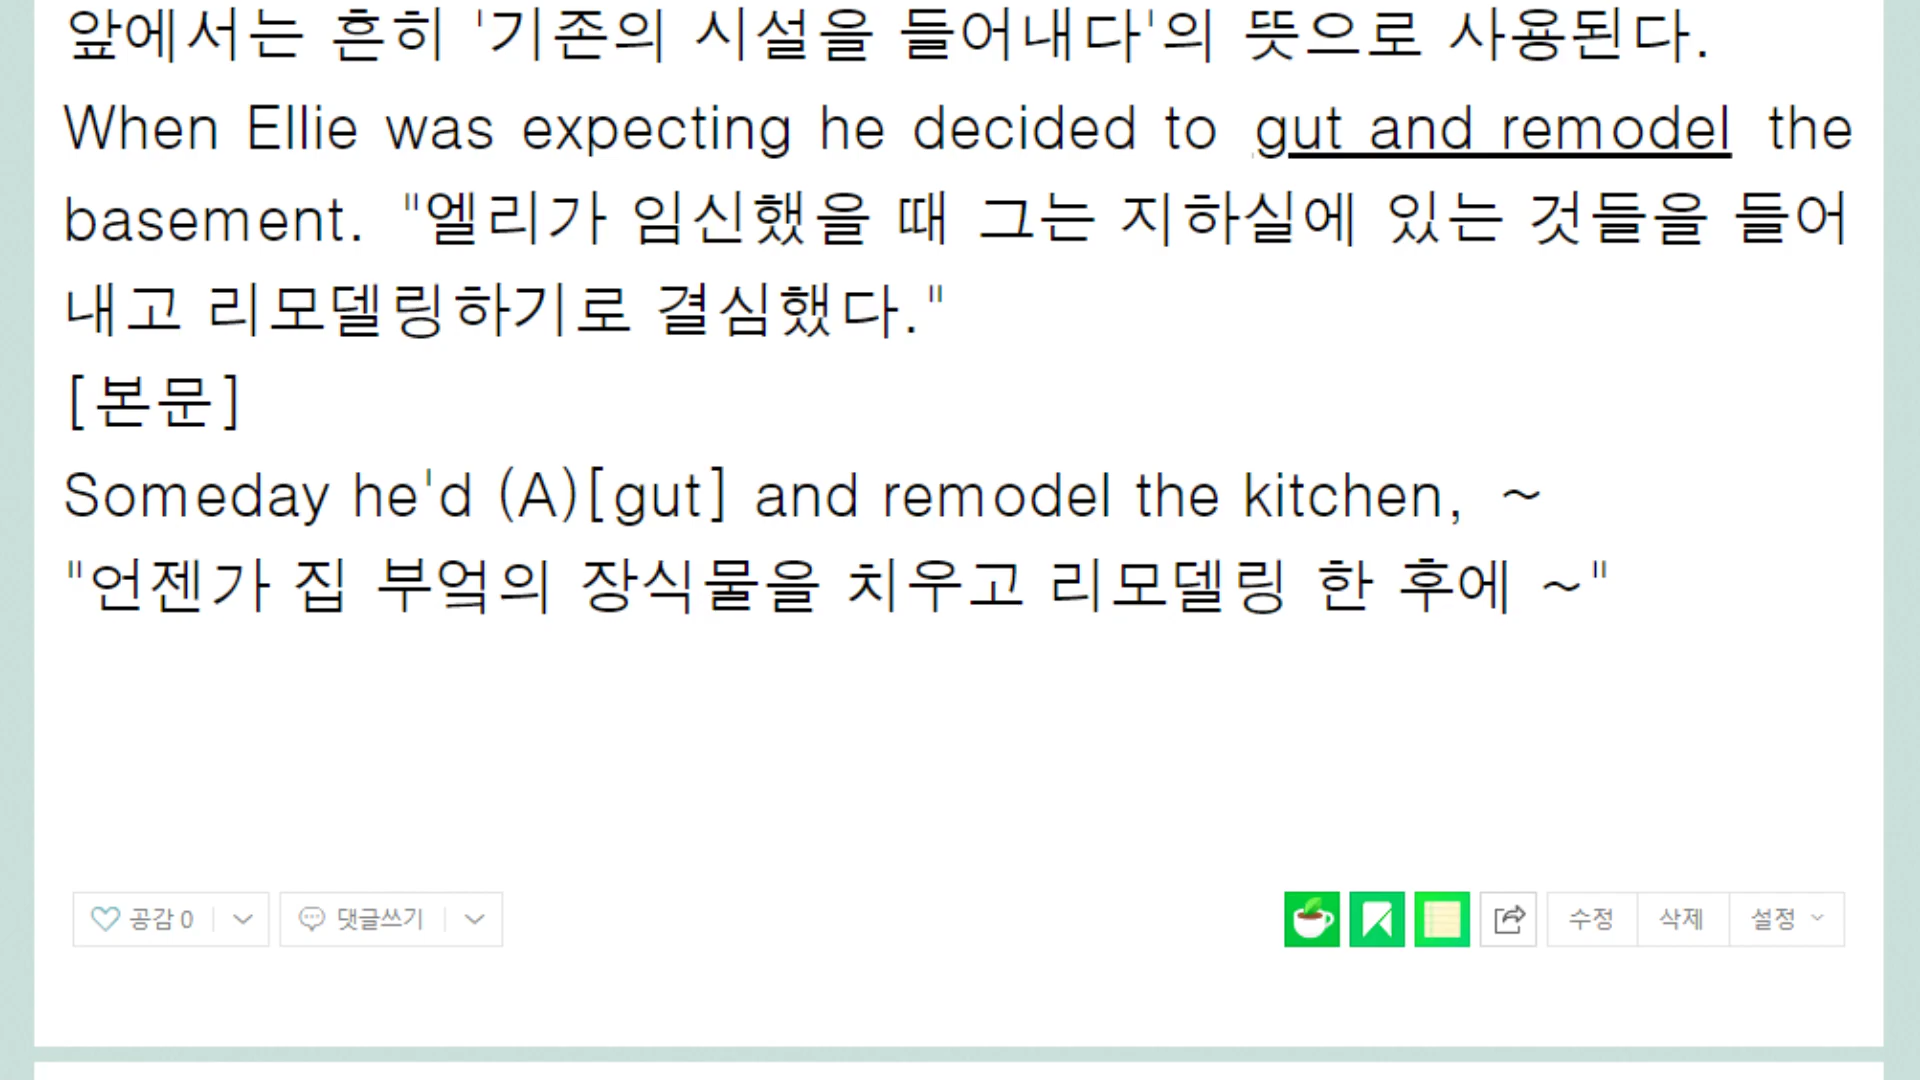 앞에서는 흔히 '기존의 시설을 들어내다'의 뜻으로 사용된다.
When Ellie was expecting he decided to gut and remodel the
basement. "엘리가 임신했을 때 그는 지하실에 있는 것들을 들어
내고 리모델링하기로 결심했다."
[본문]
Someday he'd (A)[gut] and remodel the kitchen, ~
"언젠가 집 부엌의 장식물을 치우고 리모델링 한 후에 ~"
공감 0 댓글쓰기 수정 삭제 설정